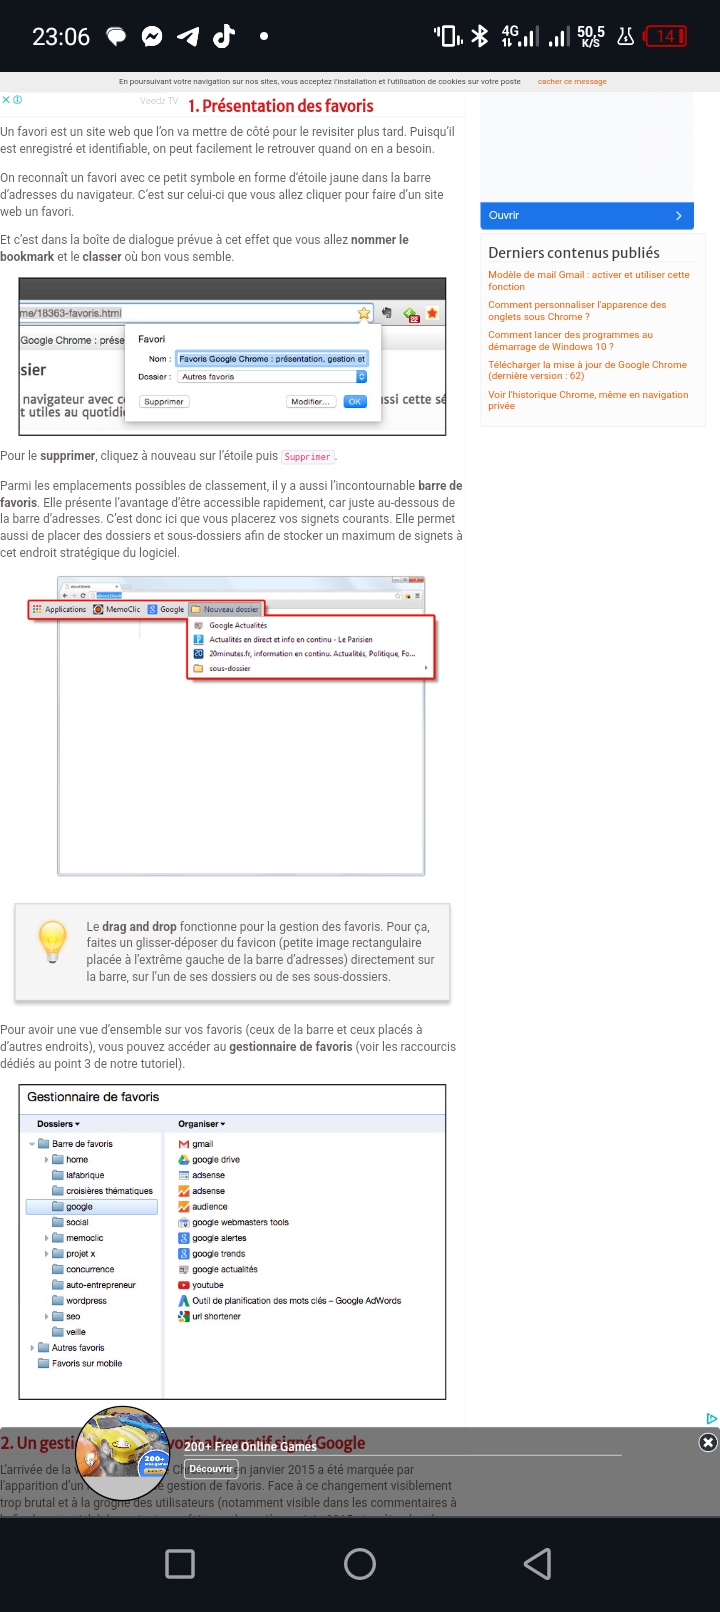 23:06
4G
50,5
K/S
14
En poursuivant votre navigation sur nos sites, vous acceptez l'installation et l'utilisation de cookies sur votre poste cacher ce message
Veedz TV
1. Présentation des favoris
Un favori est un site web que l'on va mettre de côté pour le revisiter plus tard. Puisqu'il
est enregistré et identifiable, on peut facilement le retrouver quand on en a besoin.
On reconnaît un favori avec ce petit symbole en forme d'étoile jaune dans la barre
d'adresses du navigateur. C'est sur celui-ci que vous allez cliquer pour faire d'un site
web un favori.
Et c'est dans la boîte de dialogue prévue à cet effet que vous allez nommer le
bookmark et le classer où bon vous semble.
me/18363-favoris.html
22
Google Chrome : prése
Favori
Nom : Favoris Google Chrome : présentation, gestion et
Dossier : Autres favoris
Supprimer Modifier... OK
sier
navigateur avec c
ussi cette sé
t utiles au quotidi
Pour le supprimer, cliquez à nouveau sur l'étoile puis Supprimer .
Parmi les emplacements possibles de classement, il y a aussi l'incontournable barre de
favoris. Elle présente l'avantage d'être accessible rapidement, car juste au-dessous de
la barre d'adresses. C'est donc ici que vous placerez vos signets courants. Elle permet
aussi de placer des dossiers et sous-dossiers afin de stocker un maximum de signets à
cet endroit stratégique du logiciel.
Applications MemoClic Google Nouveau dossier
Google Actualités
Actualités en direct et info en continu - Le Parisien
20minutes.fr, information en continu. Actualités, Politique, Fo...
sous-dossier
Le drag and drop fonctionne pour la gestion des favoris. Pour ça,
faites un glisser-déposer du favicon (petite image rectangulaire
placée à l'extrême gauche de la barre d'adresses) directement sur
la barre, sur l'un de ses dossiers ou de ses sous-dossiers.
Pour avoir une vue d'ensemble sur vos favoris (ceux de la barre et ceux placés à
d'autres endroits), vous pouvez accéder au gestionnaire de favoris (voir les raccourcis
dédiés au point 3 de notre tutoriel).
Gestionnaire de favoris
Dossiers Organiser
Barre de favoris
home
lafabrique
croisières thématiques
google
social
memoclic
projet x
concurrence
auto-entrepreneur
wordpress
seo
veille
Autres favoris
Favoris sur mobile
gmail
google drive
adsense
adsense
audience
google webmasters tools
google alertes
google trends
google actualités
youtube
Outil de planification des mots clés – Google AdWords
url shortener
2. Un gesti
alternatif signé Google
L'arrivée de la
en janvier 2015 a été marquée par
l'apparition d'un
gestion de favoris. Face à ce changement visiblement
trop brutal et à la grogne des utilisateurs (notamment visible dans les commentaires à
200+
200+ Free Online Games
Découvrir
Ouvrir
Derniers contenus publiés
Modèle de mail Gmail : activer et utiliser cette
fonction
Comment personnaliser l'apparence des
onglets sous Chrome ?
Comment lancer des programmes au
démarrage de Windows 10 ?
Télécharger la mise à jour de Google Chrome
(dernière version : 62)
Voir l'historique Chrome, même en navigation
privée